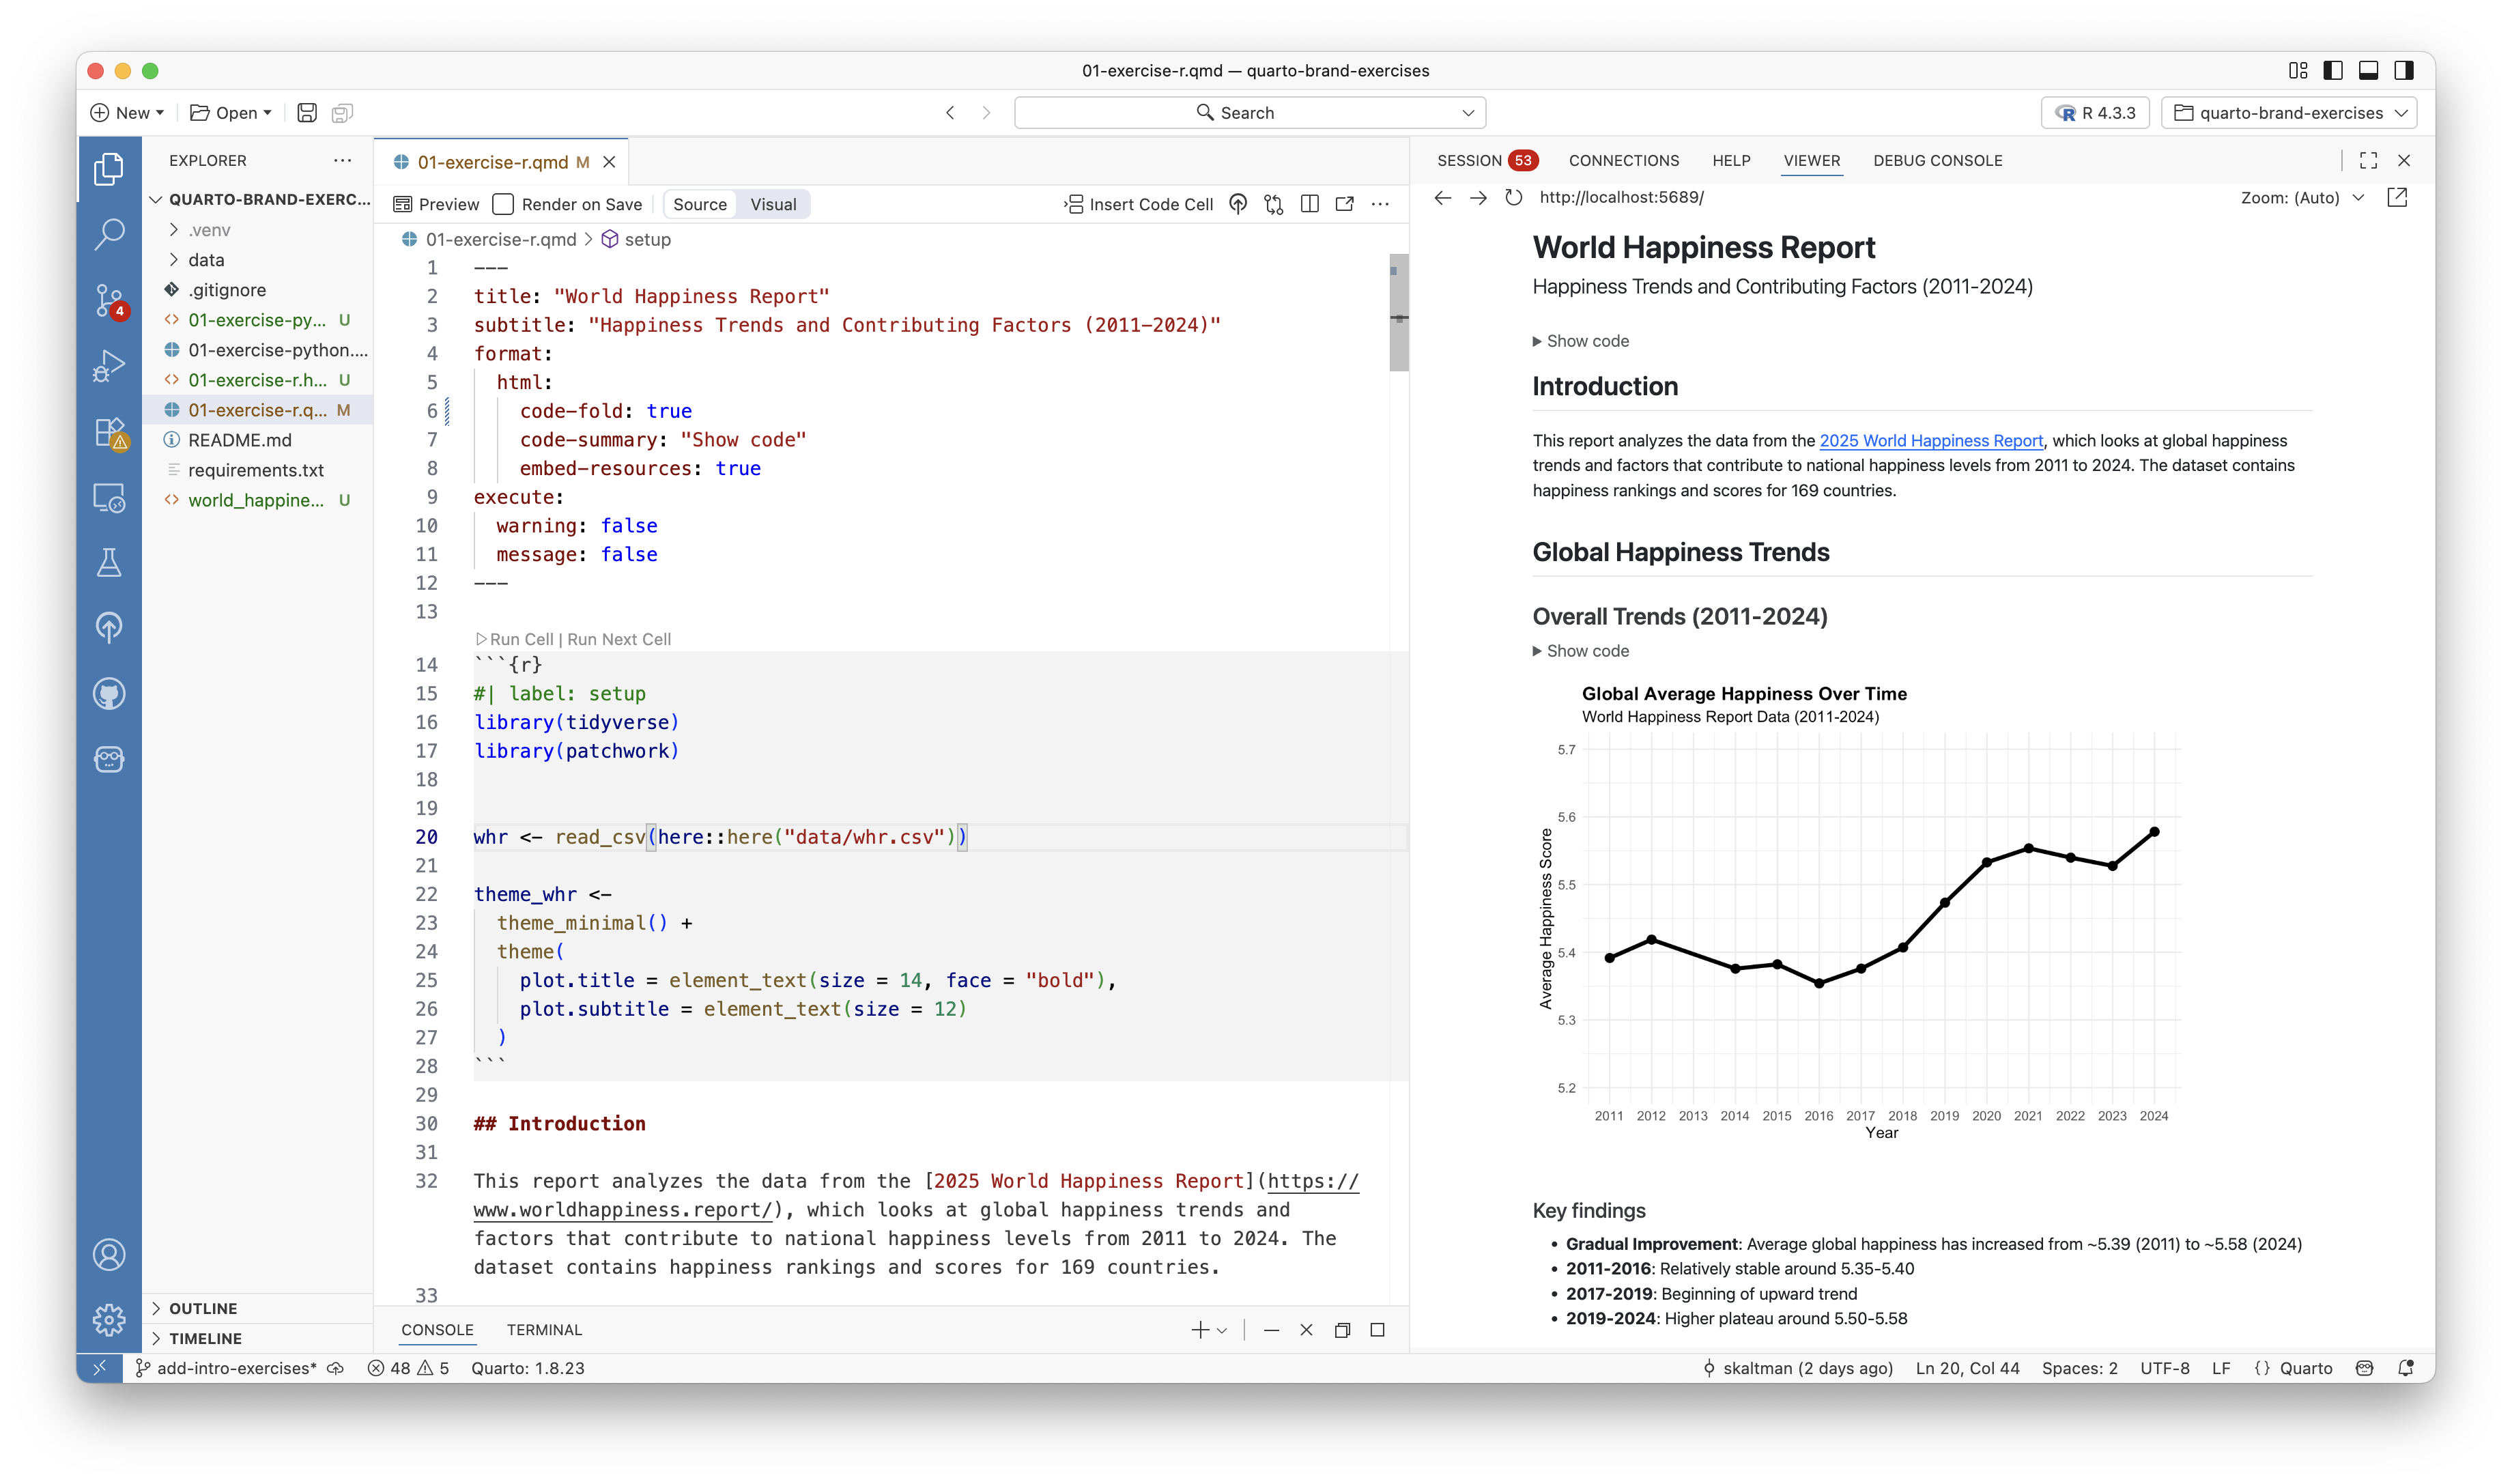 01-exercise-r.qmd — quarto-brand-exercises
New
Open
Search
R 4.3.3
quarto-brand-exercises
EXPLORER
QUARTO-BRAND-EXERC...
.venv
data
.gitignore
01-exercise-py... U
01-exercise-python....
01-exercise-r.h... U
01-exercise-r.q... M
README.md
requirements.txt
world_happine... U
OUTLINE
TIMELINE
4
01-exercise-r.qmd M
Preview
Render on Save
Source
Visual
Insert Code Cell
01-exercise-r.qmd > setup
1 ---
2 title: "World Happiness Report"
3 subtitle: "Happiness Trends and Contributing Factors (2011-2024)"
4 format:
5 html:
6 code-fold: true
7 code-summary: "Show code"
8 embed-resources: true
9 execute:
10 warning: false
11 message: false
12 ---
13
Run Cell | Run Next Cell
14 ```{r}
15 #| label: setup
16 library(tidyverse)
17 library(patchwork)
18
19
20 whr <- read_csv(here::here("data/whr.csv"))
21
22 theme_whr <-
23 theme_minimal() +
24 theme(
25 plot.title = element_text(size = 14, face = "bold"),
26 plot.subtitle = element_text(size = 12)
27 )
28 ```
29
30 ## Introduction
31
32 This report analyzes the data from the [2025 World Happiness Report](https://
www.worldhappiness.report/), which looks at global happiness trends and
factors that contribute to national happiness levels from 2011 to 2024. The
dataset contains happiness rankings and scores for 169 countries.
33
CONSOLE
TERMINAL
SESSION 53
CONNECTIONS
HELP
VIEWER
DEBUG CONSOLE
http://localhost:5689/
Zoom: (Auto)
World Happiness Report
Happiness Trends and Contributing Factors (2011-2024)
Show code
Introduction
This report analyzes the data from the 2025 World Happiness Report, which looks at global happiness
trends and factors that contribute to national happiness levels from 2011 to 2024. The dataset contains
happiness rankings and scores for 169 countries.
Global Happiness Trends
Overall Trends (2011-2024)
Show code
Global Average Happiness Over Time
World Happiness Report Data (2011-2024)
Average Happiness Score
5.7
5.6
5.5
5.4
5.3
5.2
2011 2012 2013 2014 2015 2016 2017 2018 2019 2020 2021 2022 2023 2024
Year
Key findings
• Gradual Improvement: Average global happiness has increased from ~5.39 (2011) to ~5.58 (2024)
• 2011-2016: Relatively stable around 5.35-5.40
• 2017-2019: Beginning of upward trend
• 2019-2024: Higher plateau around 5.50-5.58
add-intro-exercises*
48
5
Quarto: 1.8.23
skaltman (2 days ago)
Ln 20, Col 44
Spaces: 2
UTF-8
LF
{} Quarto